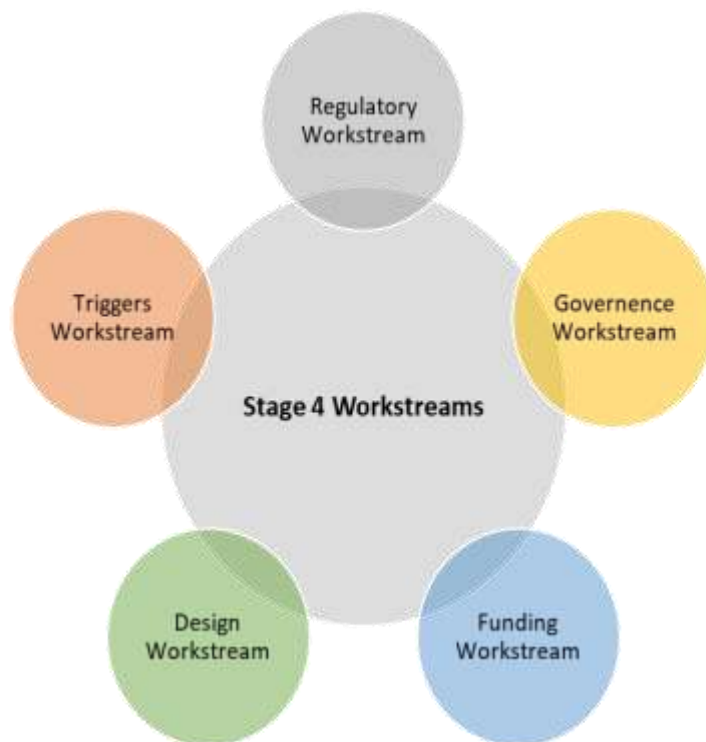 Regulatory
Workstream
Triggers
Workstream
Governence
Workstream
Stage 4 Workstreams
Design
Workstream
Funding
Workstream